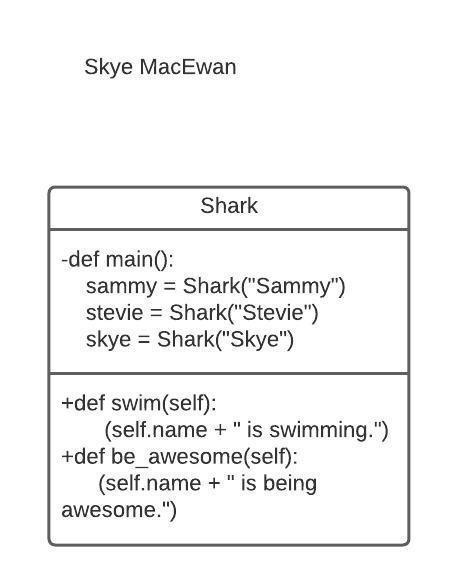 Skye MacEwan
Shark
-def main():
sammy = Shark("Sammy")
stevie = Shark("Stevie")
skye = Shark("Skye")
+def swim(self):
(self.name + " is swimming.")
+def be_awesome(self):
(self.name + " is being
awesome.")